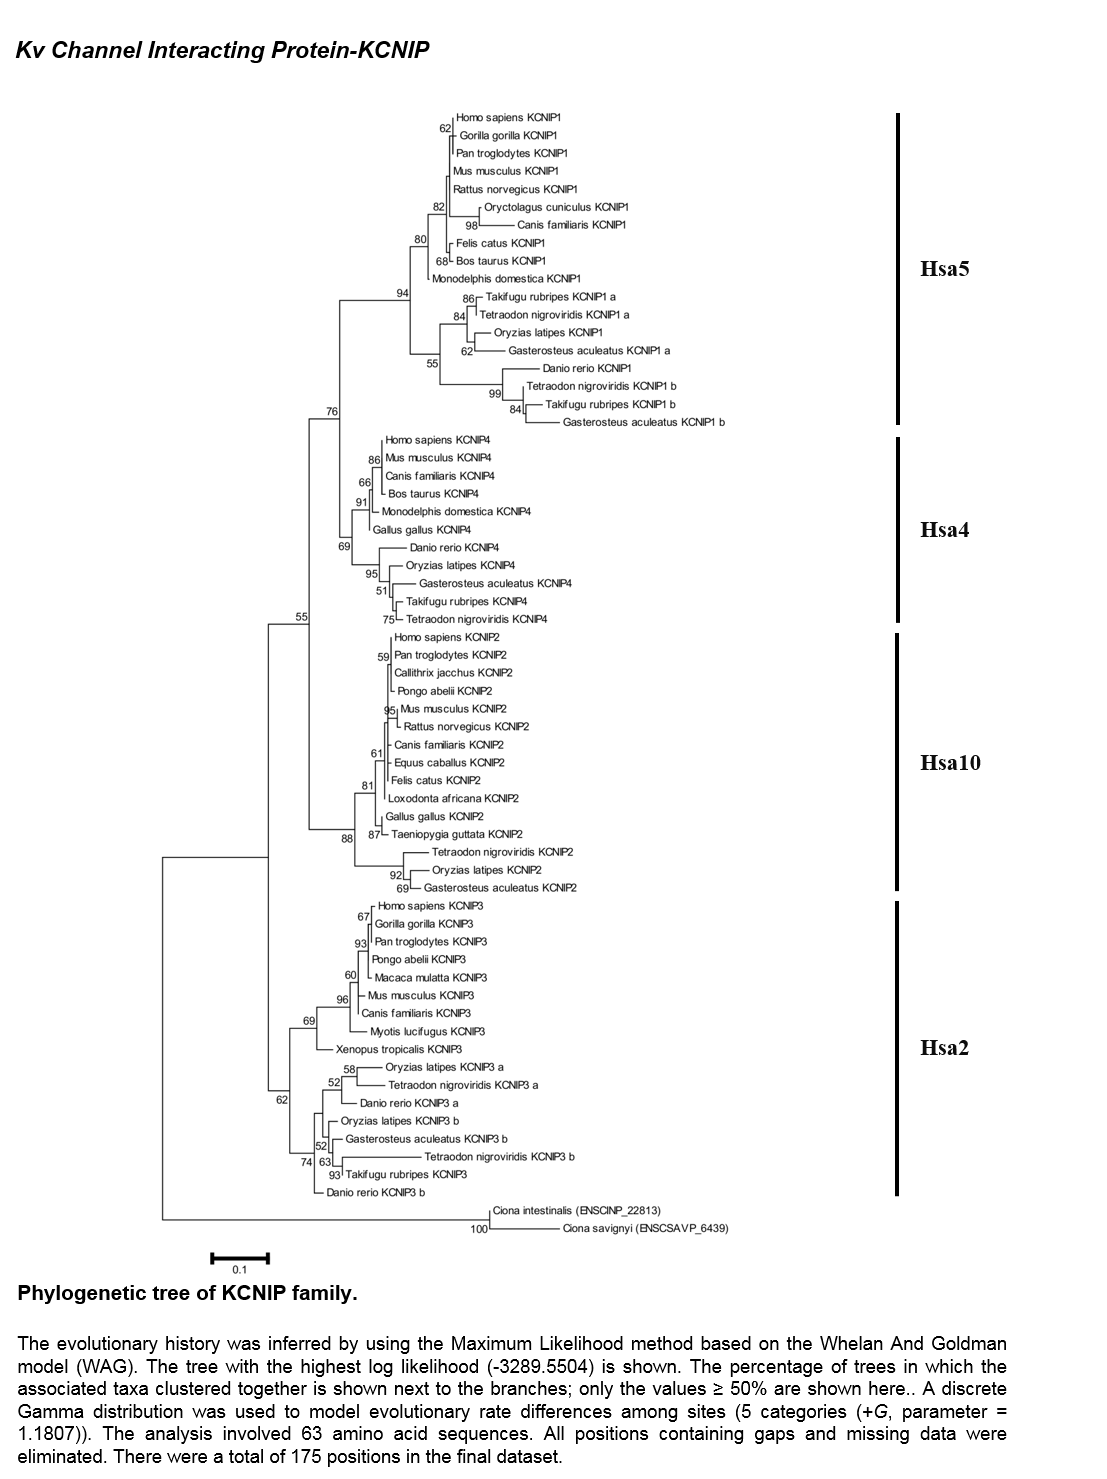 Kv Channel Interacting Protein-KCNIP
Homo sapiens KCNIP1
62
Gorilla gorilla KCNIP1
Pan troglodytes KCNIP1
Mus musculus KCNIP1
Rattus norvegicus KCNIP1
82
Oryctolagus cuniculus KCNIP1
98
Canis familiaris KCNIP1
80
Felis catus KCNIP1
68
Bos taurus KCNIP1
Hsa5
Monodelphis domestica KCNIP1
94
Takifugu rubripes KCNIP1 a
86
Tetraodon nigroviridis KCNIP1 a
84
Oryzias latipes KCNIP1
62
Gasterosteus aculeatus KCNIP1 a
55
Danio rerio KCNIP1
99
Tetraodon nigroviridis KCNIP1 b
84
Takifugu rubripes KCNIP1 b
76
Gasterosteus aculeatus KCNIP1 b
Homo sapiens KCNIP4
86
Mus musculus KCNIP4
Canis familiaris KCNIP4
66
Bos taurus KCNIP4
91
Monodelphis domestica KCNIP4
Gallus gallus KCNIP4
Hsa4
69
Danio rerio KCNIP4
Oryzias latipes KCNIP4
95
Gasterosteus aculeatus KCNIP4
51
Takifugu rubripes KCNIP4
75
Tetraodon nigroviridis KCNIP4
55
Homo sapiens KCNIP2
59
Pan troglodytes KCNIP2
Callithrix jacchus KCNIP2
Pongo abelii KCNIP2
95
Mus musculus KCNIP2
Rattus norvegicus KCNIP2
Canis familiaris KCNIP2
61
Equus caballus KCNIP2
Hsa10
Felis catus KCNIP2
81
Loxodonta africana KCNIP2
Gallus gallus KCNIP2
87
Taeniopygia guttata KCNIP2
88
Tetraodon nigroviridis KCNIP2
Oryzias latipes KCNIP2
92
69
Gasterosteus aculeatus KCNIP2
Homo sapiens KCNIP3
67
Gorilla gorilla KCNIP3
Pan troglodytes KCNIP3
93
Pongo abelii KCNIP3
60
Macaca mulatta KCNIP3
Mus musculus KCNIP3
96
Canis familiaris KCNIP3
69
Myotis lucifugus KCNIP3
Xenopus tropicalis KCNIP3
Hsa2
Oryzias latipes KCNIP3 a
58
Tetraodon nigroviridis KCNIP3 a
52
Danio rerio KCNIP3 a
62
Oryzias latipes KCNIP3 b
Gasterosteus aculeatus KCNIP3 b
52
Tetraodon nigroviridis KCNIP3 b
74
63
Takifugu rubripes KCNIP3
93
Danio rerio KCNIP3 b
Ciona intestinalis (ENSCINP_22813)
100
Ciona savignyi (ENSCSAVP_6439)
0.1
Phylogenetic tree of KCNIP family.
The evolutionary history was inferred by using the Maximum Likelihood method based on the Whelan And Goldman
model (WAG). The tree with the highest log likelihood (-3289.5504) is shown. The percentage of trees in which the
associated taxa clustered together is shown next to the branches; only the values ≥ 50% are shown here.. A discrete
Gamma distribution was used to model evolutionary rate differences among sites (5 categories (+G, parameter =
1.1807)). The analysis involved 63 amino acid sequences. All positions containing gaps and missing data were
eliminated. There were a total of 175 positions in the final dataset.